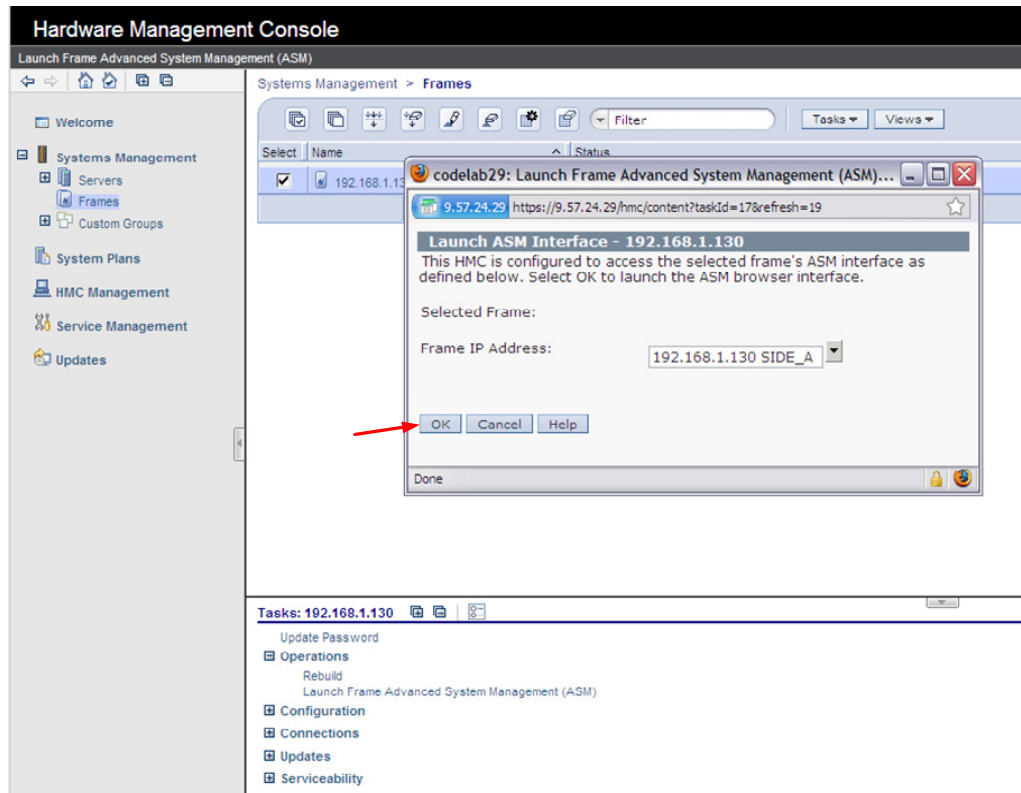 Hardware Management Console
Launch Frame Advanced System Management (ASM)
Systems Management > Frames
Welcome
Systems Management
Servers
Frames
Custom Groups
System Plans
HMC Management
Service Management
Updates
Filter
Tasks
Views
Select Name Status
192.168.1.13
codelab29: Launch Frame Advanced System Management (ASM)...
9.57.24.29 https://9.57.24.29/hmc/content?taskId=17&refresh=19
Launch ASM Interface - 192.168.1.130
This HMC is configured to access the selected frame's ASM interface as
defined below. Select OK to launch the ASM browser interface.
Selected Frame:
Frame IP Address:
192.168.1.130 SIDE_A
OK Cancel Help
Done
Tasks: 192.168.1.130
Update Password
Operations
Rebuild
Launch Frame Advanced System Management (ASM)
Configuration
Connections
Updates
Serviceability